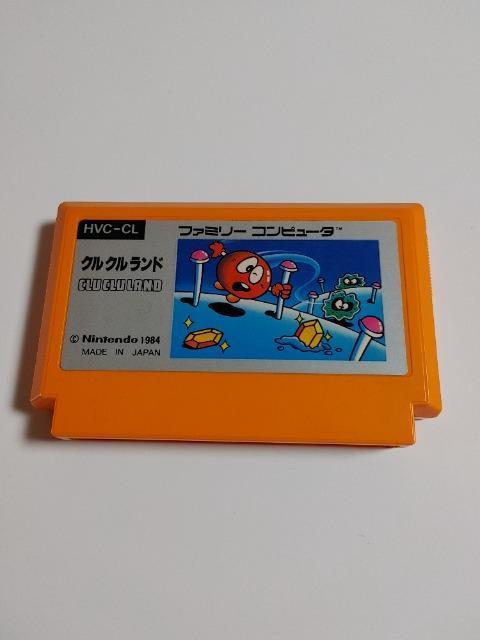 HVC-CL
ファミリー コンピュータ™
クルクルランド
CLU CLU LAND
© Nintendo 1984
MADE IN JAPAN